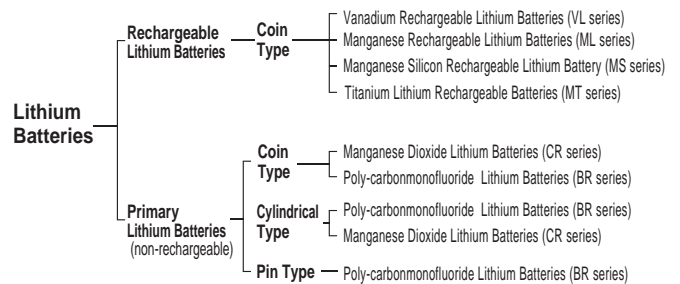 Lithium
Batteries
Rechargeable
Lithium Batteries
Coin
Type
Vanadium Rechargeable Lithium Batteries (VL series)
Manganese Rechargeable Lithium Batteries (ML series)
Manganese Silicon Rechargeable Lithium Battery (MS series)
Titanium Lithium Rechargeable Batteries (MT series)
Primary
Lithium Batteries
(non-rechargeable)
Coin
Type
Manganese Dioxide Lithium Batteries (CR series)
Poly-carbonmonofluoride Lithium Batteries (BR series)
Cylindrical
Type
Poly-carbonmonofluoride Lithium Batteries (BR series)
Manganese Dioxide Lithium Batteries (CR series)
Pin Type
Poly-carbonmonofluoride Lithium Batteries (BR series)